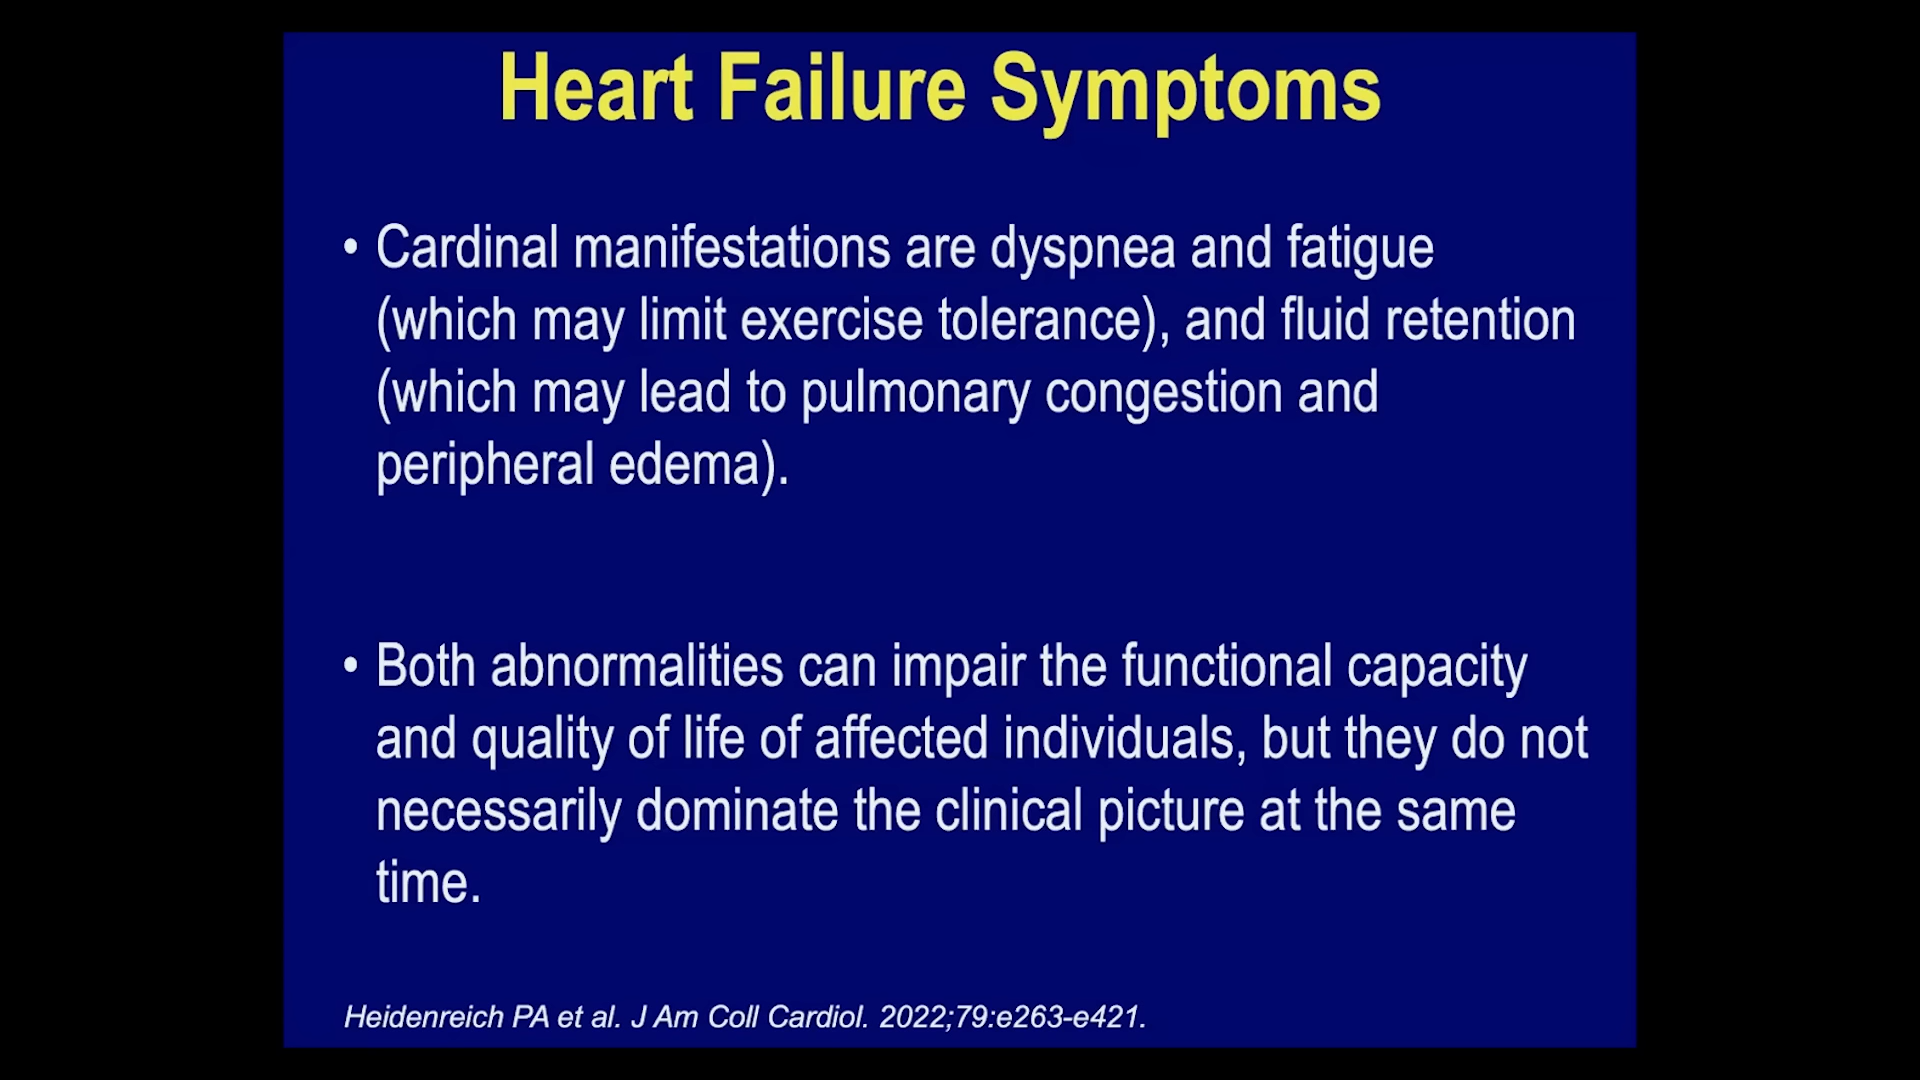 Heart Failure Symptoms
• Cardinal manifestations are dyspnea and fatigue
(which may limit exercise tolerance), and fluid retention
(which may lead to pulmonary congestion and
peripheral edema).
• Both abnormalities can impair the functional capacity
and quality of life of affected individuals, but they do not
necessarily dominate the clinical picture at the same
time.
Heidenreich PA et al. J Am Coll Cardiol. 2022;79:e263-e421.